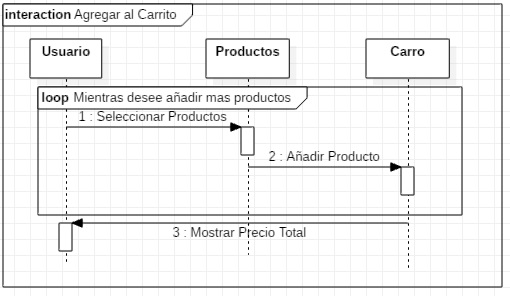 interaction Agregar al Carrito
Usuario
Productos
Carro
loop Mientras desee añadir mas productos
1 : Seleccionar Productos
2 : Añadir Producto
3 : Mostrar Precio Total